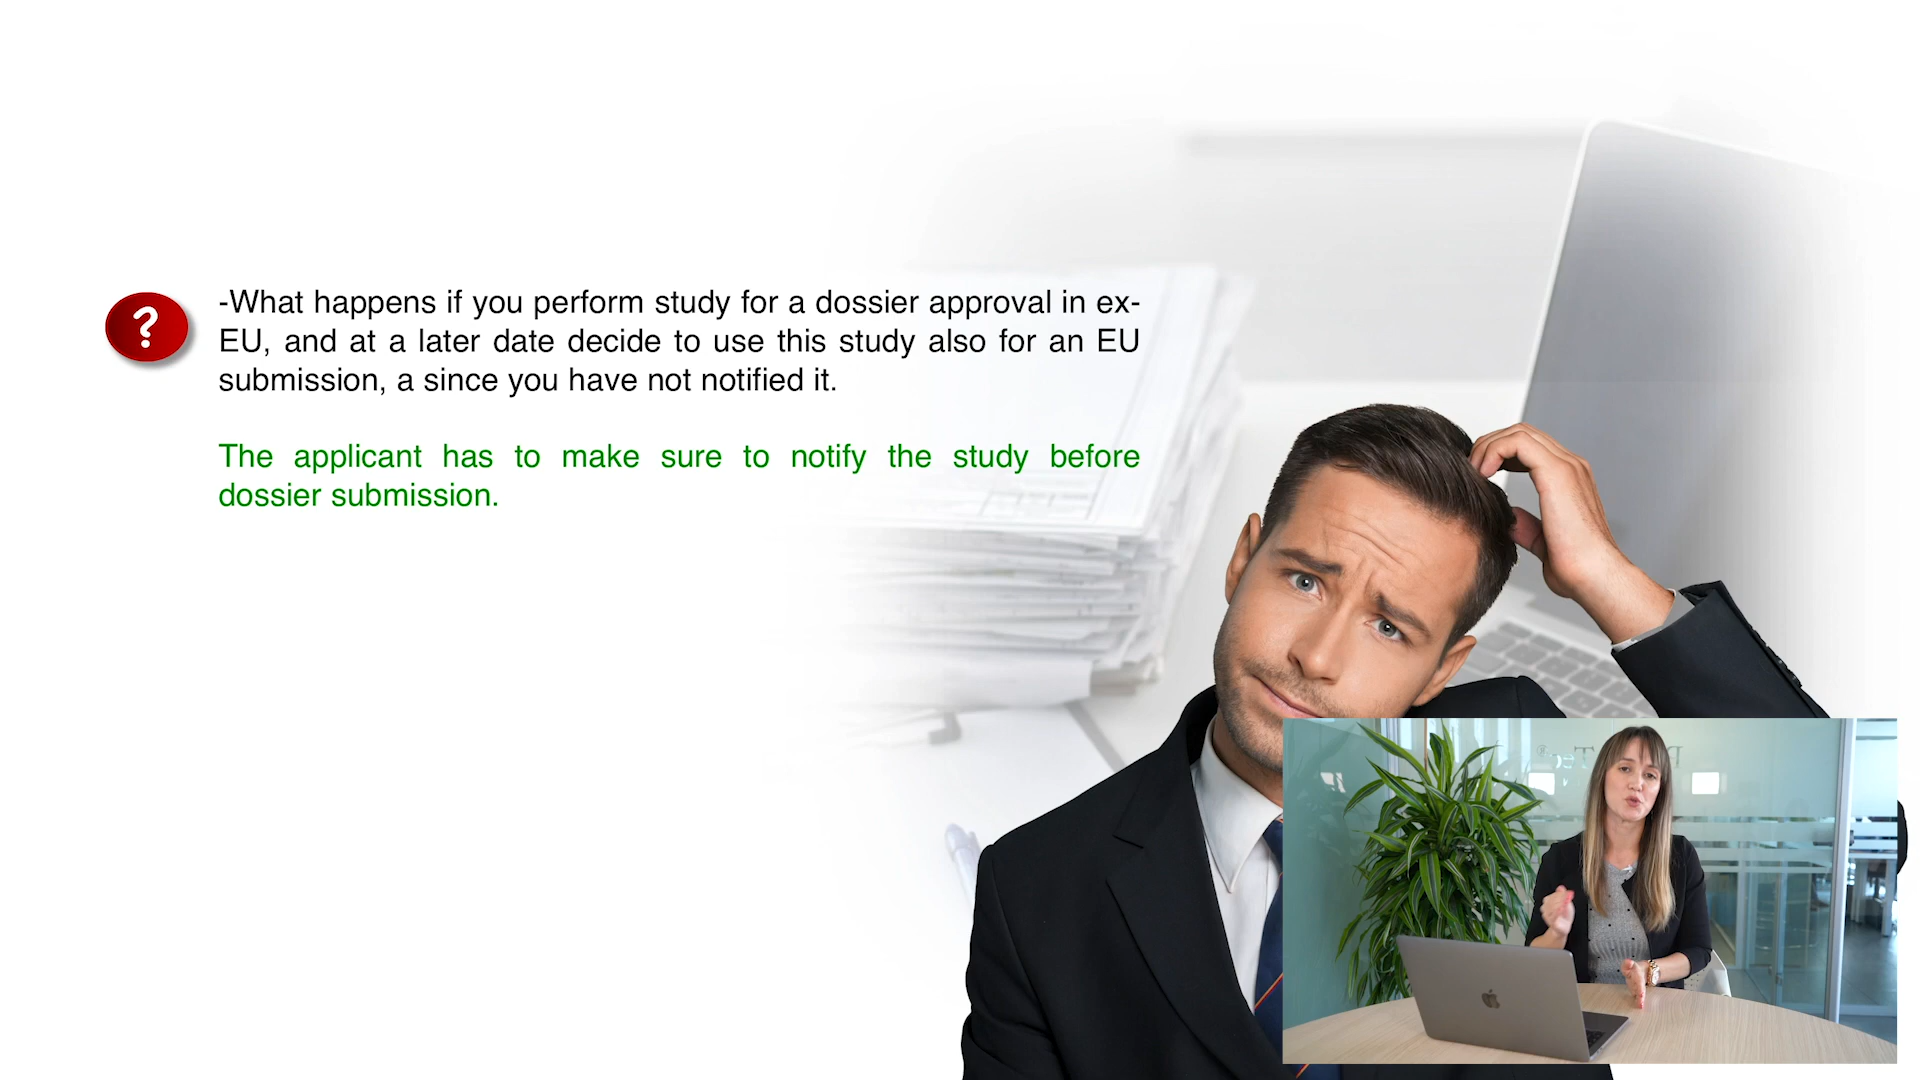 ?
-What happens if you perform study for a dossier approval in ex-
EU, and at a later date decide to use this study also for an EU
submission, a since you have not notified it.
The applicant has to make sure to notify the study before
dossier submission.